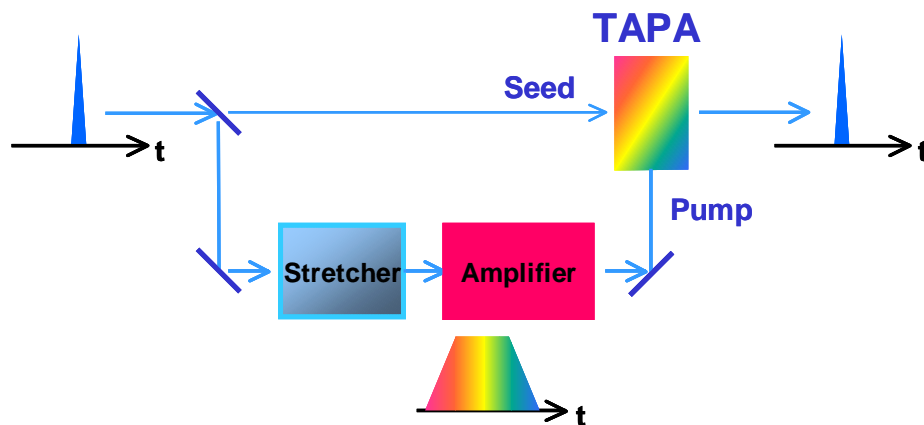 TAPA
Seed
t
t
Pump
Stretcher
Amplifier
t